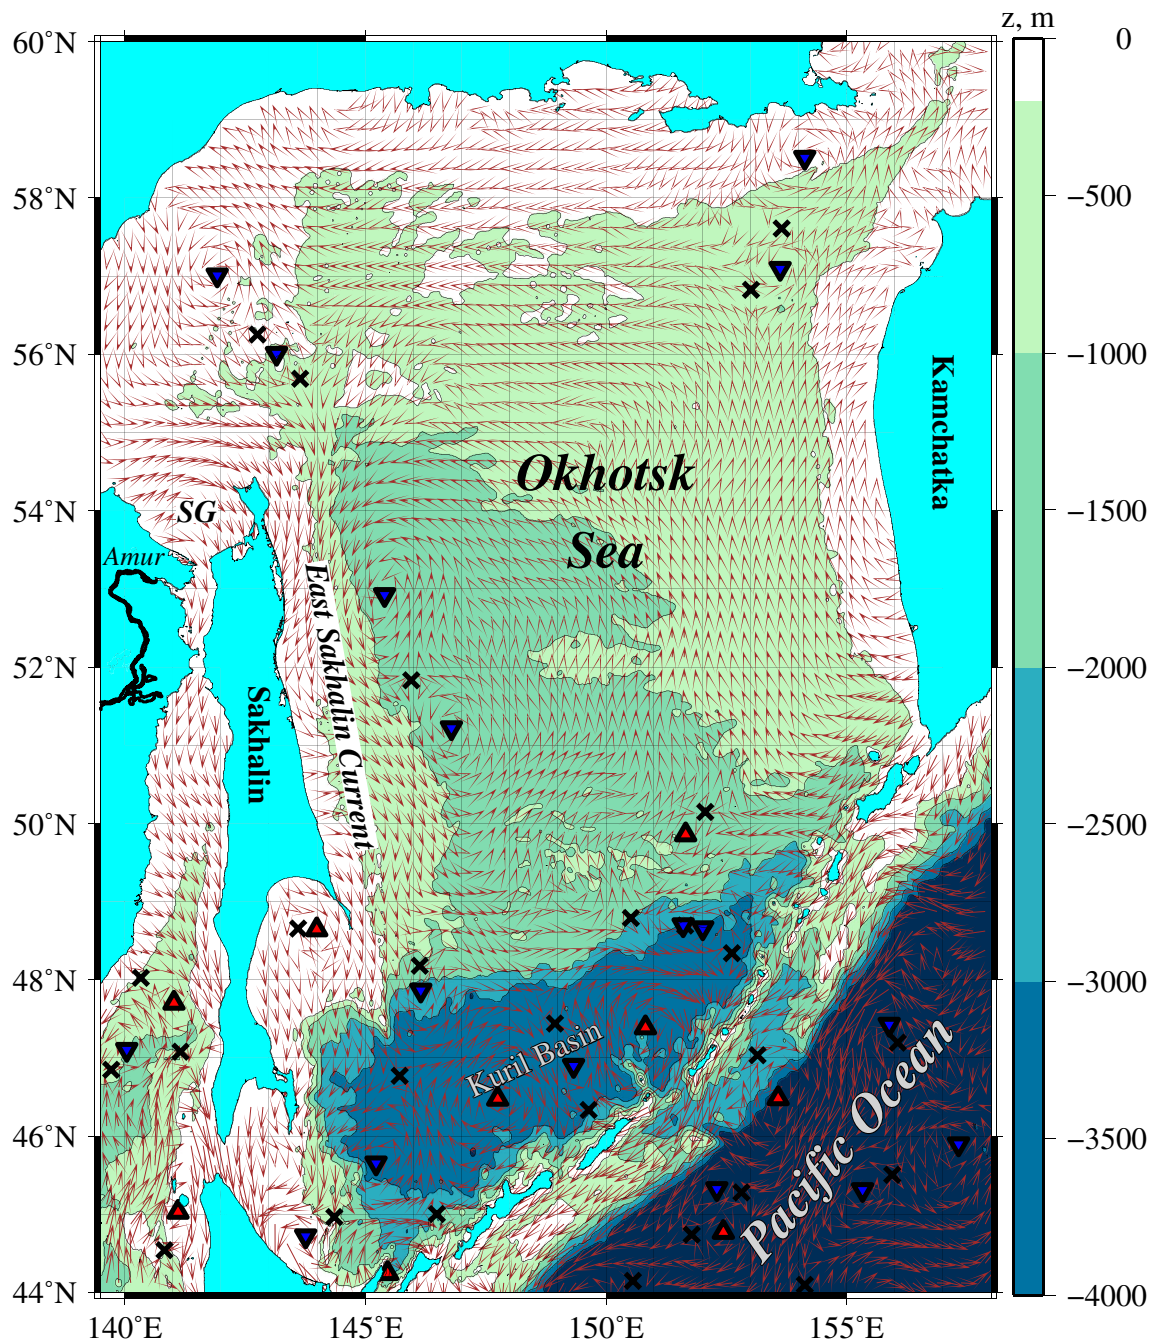 z, m
60°N
0
58°N
−500
56°N
−1000
Kamchatka
Okhotsk
54°N
SG
−1500
Sea
Amur
East Sakhalin Current
52°N
−2000
Sakhalin
50°N
−2500
48°N
−3000
Kuril Basin
Pacific Ocean
46°N
−3500
44°N
−4000
140°E
145°E
150°E
155°E